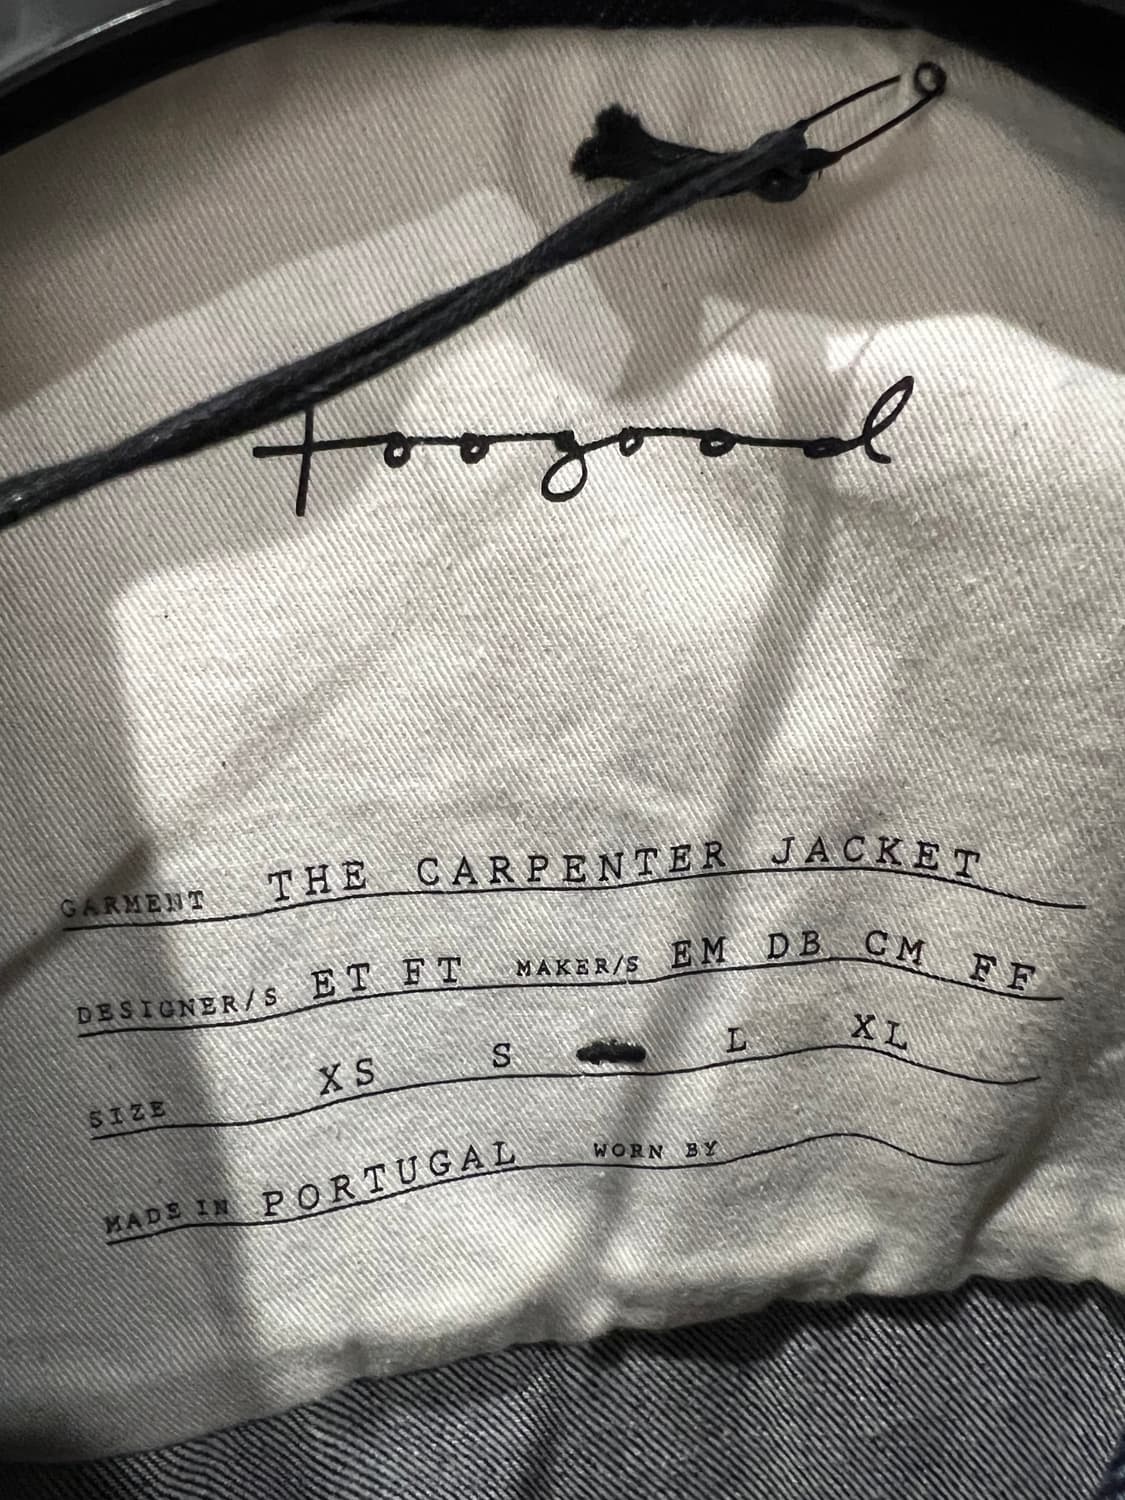 toogood
GARMENT THE CARPENTER JACKET
DESIGNER/S ET FT MAKER/S EM DB CM FF
SIZE XS S L XL
MADE IN PORTUGAL WORN BY